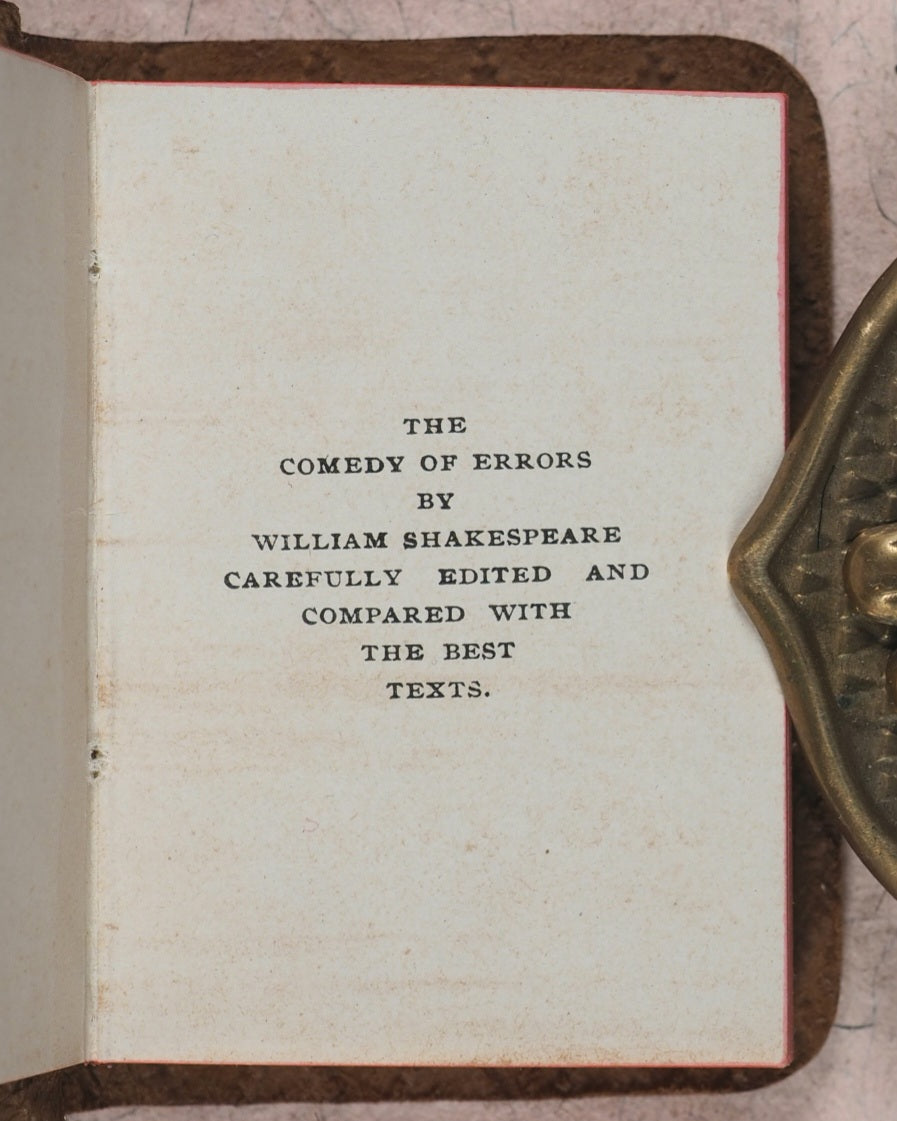 THE
COMEDY OF ERRORS
BY
WILLIAM SHAKESPEARE
CAREFULLY EDITED AND
COMPARED WITH
THE BEST
TEXTS.